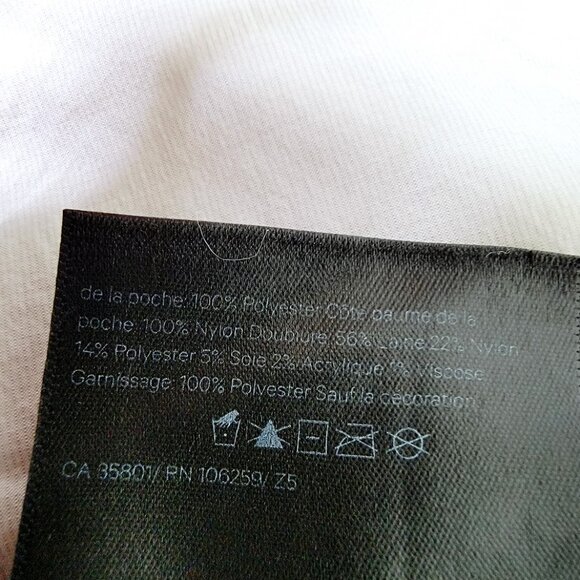 de la poche: 100% Polyester Côte paume de la
poche: 100% Nylon Doublure: 56% Laine 22% Nylon
14% Polyester 5% Soie 2% Acrylique 1% Viscose
Garnissage: 100% Polyester Sauf la décoration
CA 35801/ RN 106259/ Z5